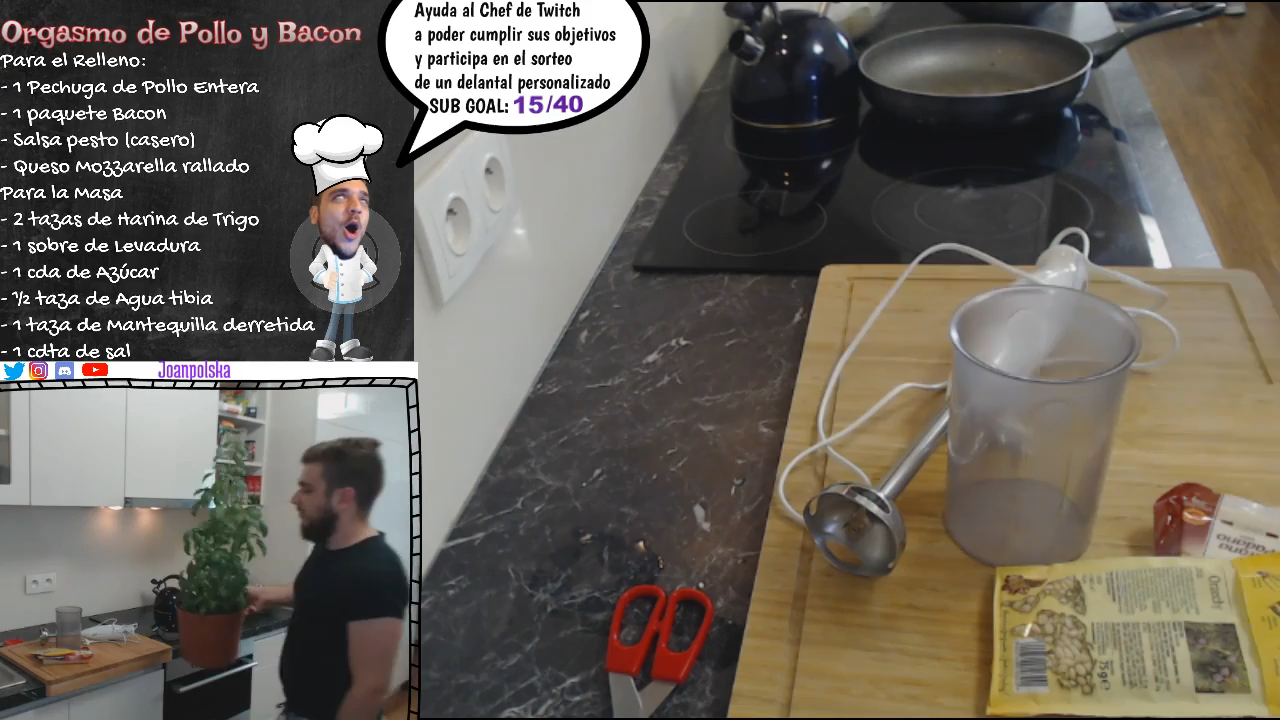 Orgasmo de Pollo y Bacon
Para el Relleno:
- 1 Pechuga de Pollo Entera
- 1 paquete Bacon
- Salsa pesto (casero)
- Queso Mozzarella rallado
Para la Masa
- 2 tazas de Harina de Trigo
- 1 sobre de Levadura
- 1 cda de Azúcar
- ½ taza de Agua tibia
- 1 taza de Mantequilla derretida
- 1 cdta de sal
Joanpolska
Ayuda al Chef de Twitch
a poder cumplir sus objetivos
y participa en el sorteo
de un delantal personalizado
SUB GOAL: 15/40
Grana
Padano
75g e